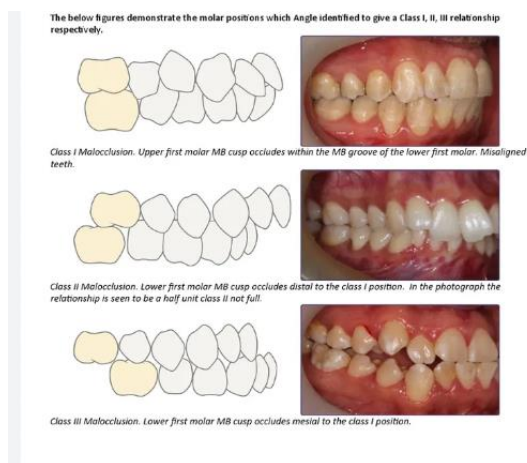 The below figures demonstrate the molar positions which Angle identified to give a Class I, II, III relationship
respectively.
Class I Malocclusion. Upper first molar MB cusp occludes within the MB groove of the lower first molar. Misaligned
teeth.
Class II Malocclusion. Lower first molar MB cusp occludes distal to the class I position. In the photograph the
relationship is seen to be a half unit class II not full.
Class III Malocclusion. Lower first molar MB cusp occludes mesial to the class I position.